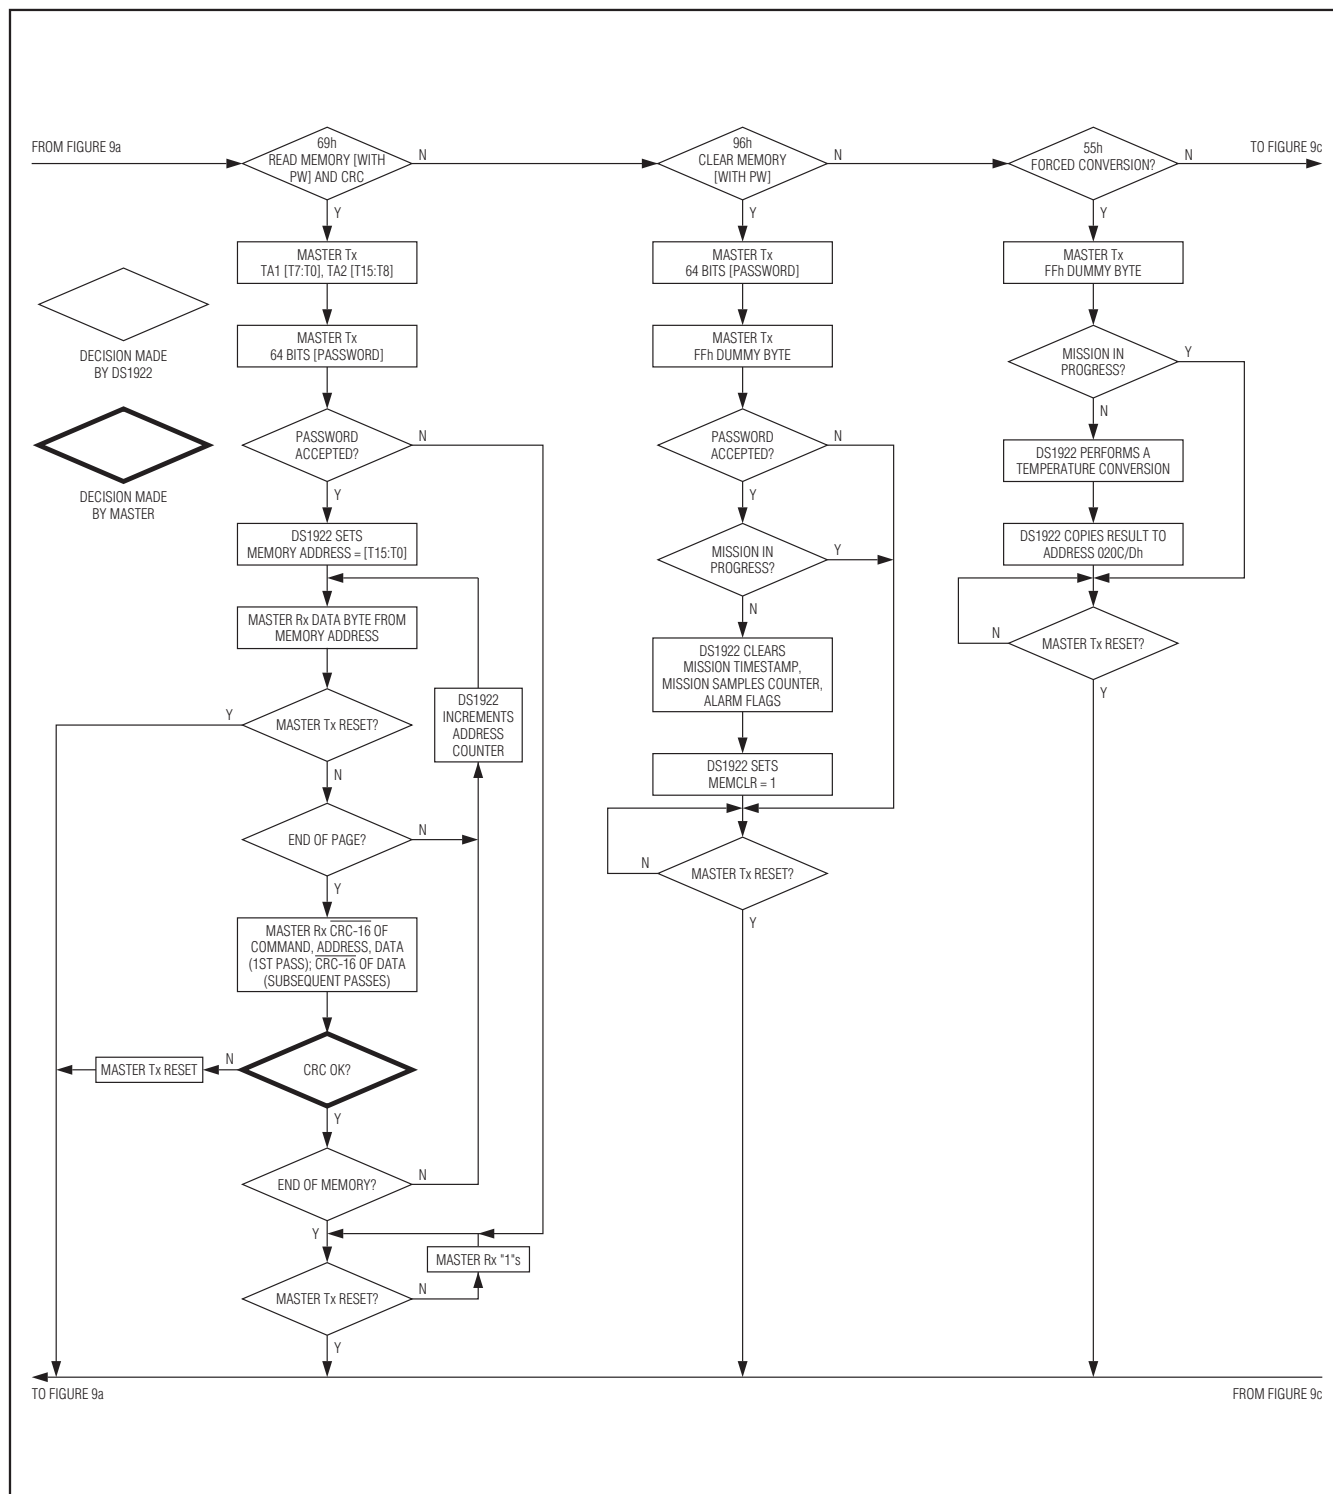 FROM FIGURE 9a
69h
READ MEMORY [WITH
PW] AND CRC
N
Y
MASTER Tx
TA1 [T7:T0], TA2 [T15:T8]
MASTER Tx
64 BITS [PASSWORD]
PASSWORD
ACCEPTED?
N
Y
DS1922 SETS
MEMORY ADDRESS = [T15:T0]
MASTER Rx DATA BYTE FROM
MEMORY ADDRESS
MASTER Tx RESET?
Y
N
DS1922
INCREMENTS
ADDRESS
COUNTER
END OF PAGE?
N
Y
MASTER Rx CRC-16 OF
COMMAND, ADDRESS, DATA
(1ST PASS); CRC-16 OF DATA
(SUBSEQUENT PASSES)
CRC OK?
N
MASTER Tx RESET
Y
END OF MEMORY?
N
Y
MASTER Rx "1"s
MASTER Tx RESET?
N
Y
DECISION MADE
BY DS1922
DECISION MADE
BY MASTER
96h
CLEAR MEMORY
[WITH PW]
N
Y
MASTER Tx
64 BITS [PASSWORD]
MASTER Tx
FFh DUMMY BYTE
PASSWORD
ACCEPTED?
N
Y
MISSION IN
PROGRESS?
Y
N
DS1922 CLEARS
MISSION TIMESTAMP,
MISSION SAMPLES COUNTER,
ALARM FLAGS
DS1922 SETS
MEMCLR = 1
MASTER Tx RESET?
N
Y
55h
FORCED CONVERSION?
N
TO FIGURE 9c
Y
MASTER Tx
FFh DUMMY BYTE
MISSION IN
PROGRESS?
Y
N
DS1922 PERFORMS A
TEMPERATURE CONVERSION
DS1922 COPIES RESULT TO
ADDRESS 020C/Dh
MASTER Tx RESET?
N
Y
TO FIGURE 9a
FROM FIGURE 9c